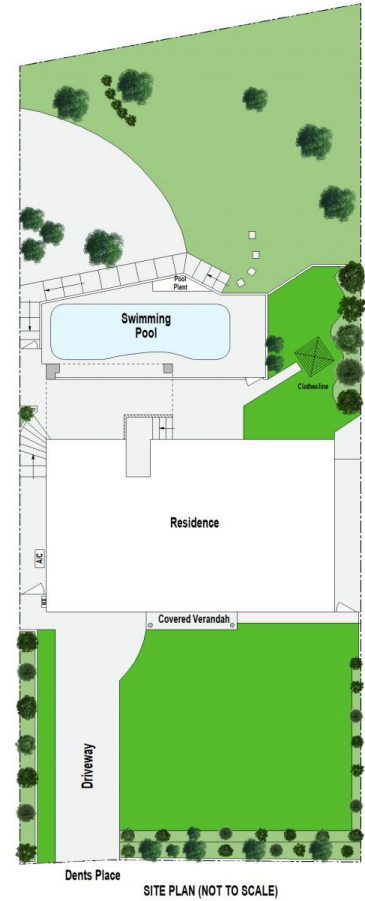 Pool
Plant
Swimming
Pool
Clothesline
Residence
A/C
Covered Verandah
Driveway
Dents Place
SITE PLAN (NOT TO SCALE)